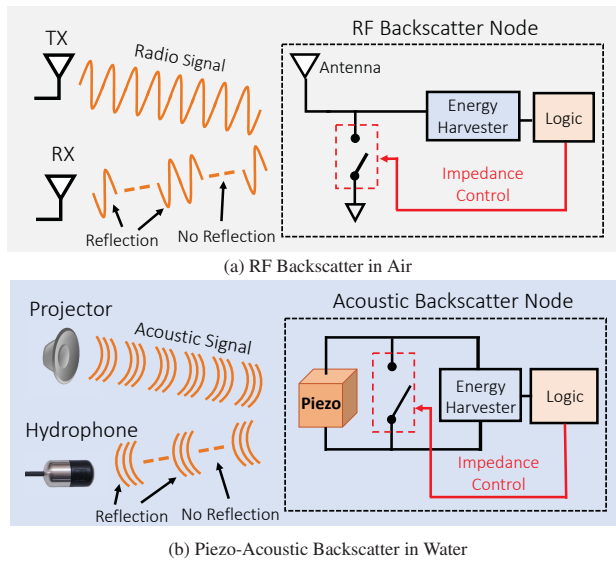 TX
Radio Signal
RX
Reflection
No Reflection
RF Backscatter Node
Antenna
Energy
Harvester
Logic
Impedance
Control
(a) RF Backscatter in Air
Projector
Acoustic Signal
Hydrophone
Reflection
No Reflection
Acoustic Backscatter Node
Piezo
Energy
Harvester
Logic
Impedance
Control
(b) Piezo-Acoustic Backscatter in Water